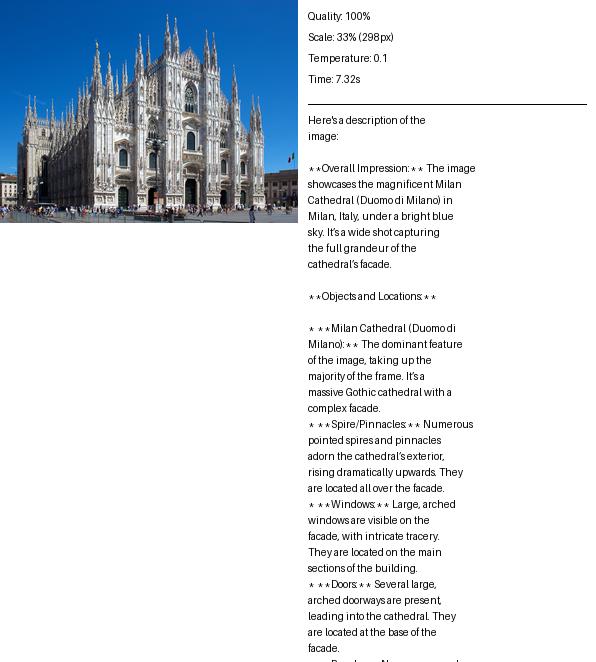 Quality: 100%
Scale: 33% (298px)
Temperature: 0.1
Time: 7.32s
Here's a description of the
image:
**Overall Impression:** The image
showcases the magnificent Milan
Cathedral (Duomo di Milano) in
Milan, Italy, under a bright blue
sky. It's a wide shot capturing
the full grandeur of the
cathedral's facade.
**Objects and Locations:**
* **Milan Cathedral (Duomo di
Milano):** The dominant feature
of the image, taking up the
majority of the frame. It's a
massive Gothic cathedral with a
complex facade.
* **Spire/Pinnacles:** Numerous
pointed spires and pinnacles
adorn the cathedral's exterior,
rising dramatically upwards. They
are located all over the facade.
* **Windows:** Large, arched
windows are visible on the
facade, with intricate tracery.
They are located on the main
sections of the building.
* **Doors:** Several large,
arched doorways are present,
leading into the cathedral. They
are located at the base of the
facade.